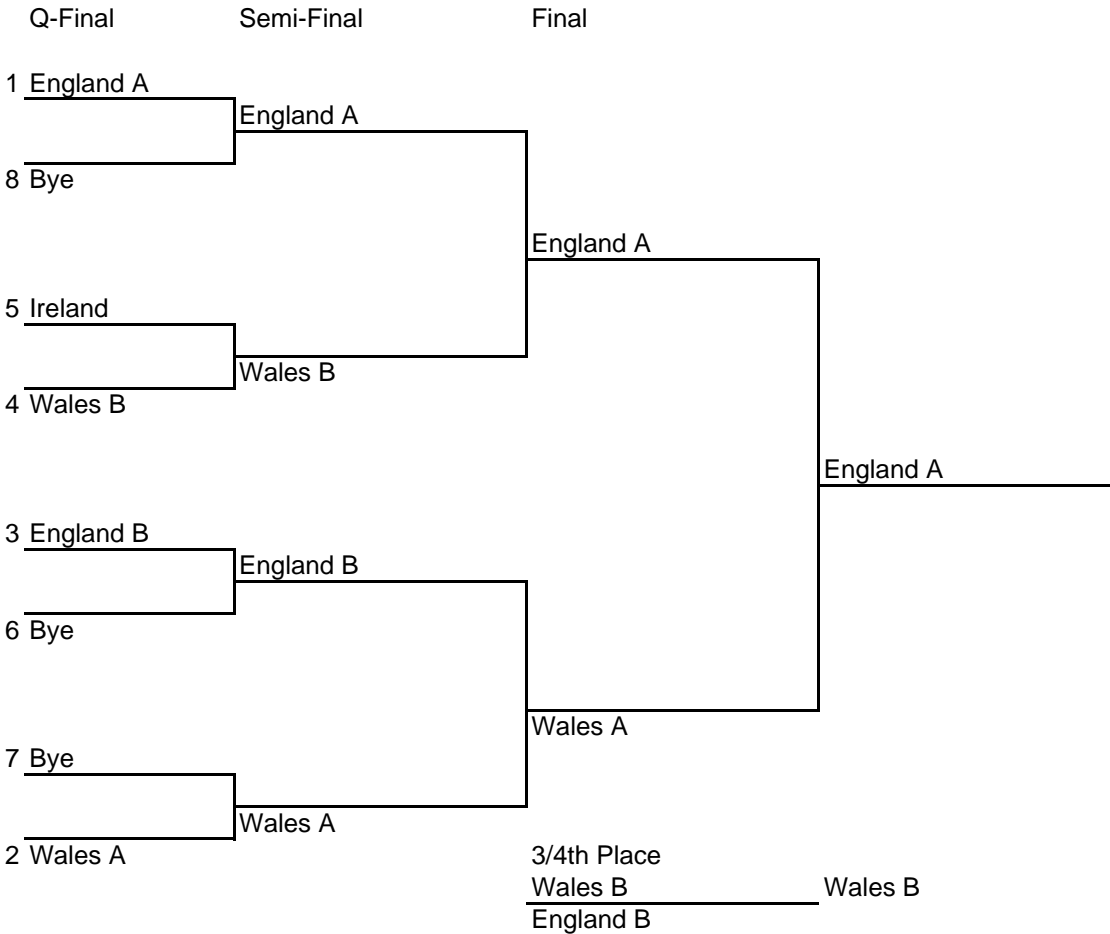 Q-Final Semi-Final Final
1 England A
England A
8 Bye
England A
5 Ireland
Wales B
4 Wales B
England A
3 England B
England B
6 Bye
Wales A
7 Bye
Wales A
2 Wales A
3/4th Place
Wales B Wales B
England B